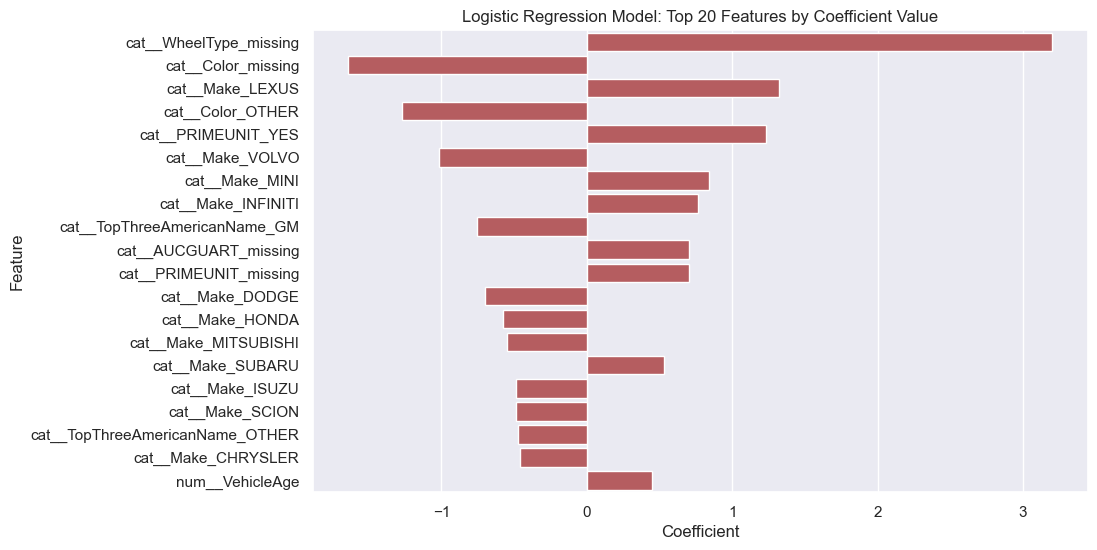 Logistic Regression Model: Top 20 Features by Coefficient Value
Feature
cat__WheelType_missing
cat__Color_missing
cat__Make_LEXUS
cat__Color_OTHER
cat__PRIMEUNIT_YES
cat__Make_VOLVO
cat__Make_MINI
cat__Make_INFINITI
cat__TopThreeAmericanName_GM
cat__AUCGUART_missing
cat__PRIMEUNIT_missing
cat__Make_DODGE
cat__Make_HONDA
cat__Make_MITSUBISHI
cat__Make_SUBARU
cat__Make_ISUZU
cat__Make_SCION
cat__TopThreeAmericanName_OTHER
cat__Make_CHRYSLER
num__VehicleAge
−1 0 1 2 3
Coefficient